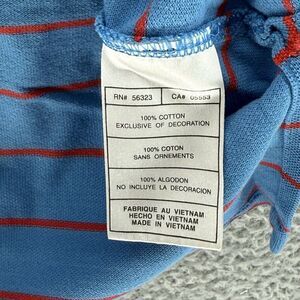 RN# 56323 CA# 05553
100% COTTON
EXCLUSIVE OF DECORATION
100% COTON
SANS ORNEMENTS
100% ALGODON
NO INCLUYE LA DECORACION
FABRIQUE AU VIETNAM
HECHO EN VIETNAM
MADE IN VIETNAM